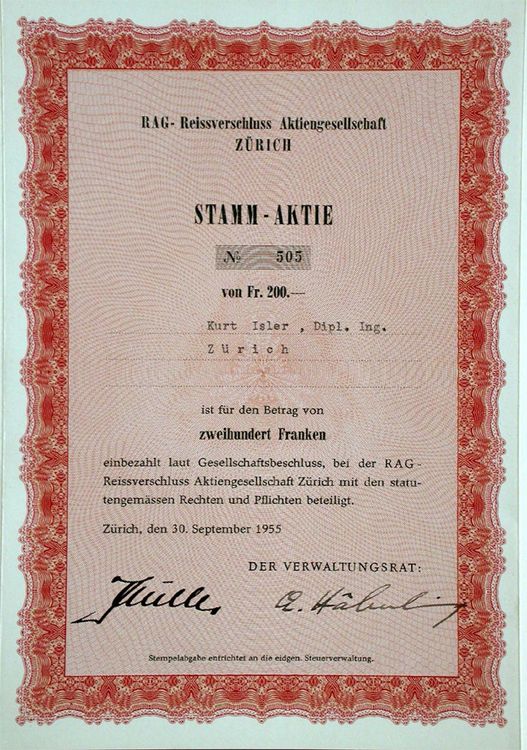 RAG- Reissverschluss Aktiengesellschaft
ZÜRICH
STAMM-AKTIE
№ 505
von Fr. 200.—
Kurt Isler , Dipl. Ing.
Zürich
ist für den Betrag von
zweihundert Franken
einbezahlt laut Gesellschaftsbeschluss, bei der RAG-
Reissverschluss Aktiengesellschaft Zürich mit den statu-
tengemässen Rechten und Pflichten beteiligt.
Zürich, den 30. September 1955
DER VERWALTUNGSRAT:
Stempelabgabe entrichtet an die eidgen. Steuerverwaltung.